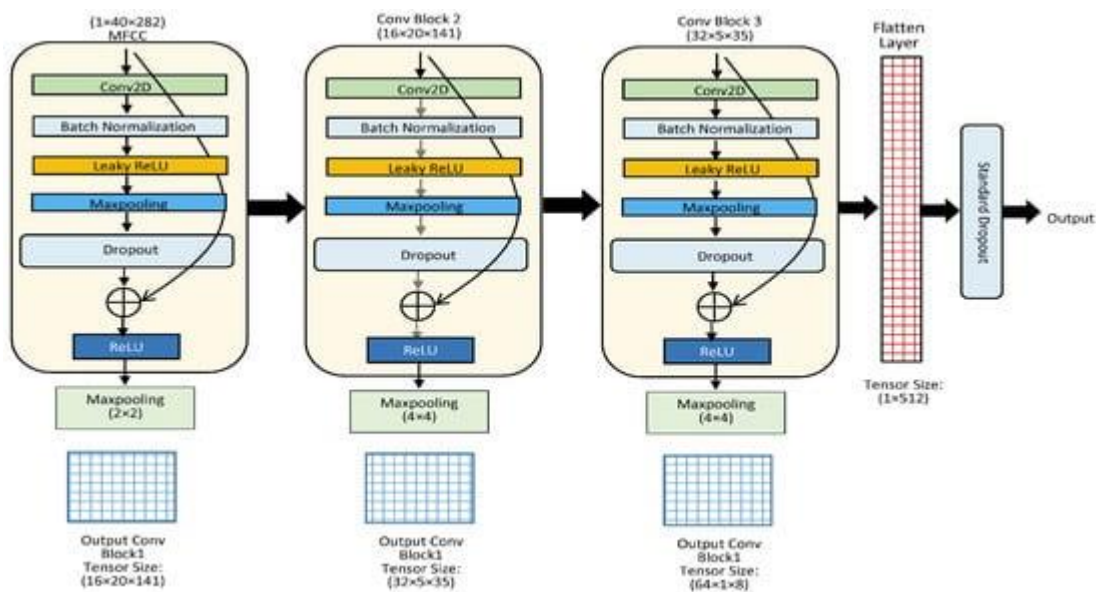 (1×40×282)
MFCC
Conv2D
Batch Normalization
Leaky ReLU
Maxpooling
Dropout
ReLU
Maxpooling
(2×2)
Output Conv
Block1
Tensor Size:
(16×20×141)
Conv Block 2
(16×20×141)
Conv2D
Batch Normalization
Leaky ReLU
Maxpooling
Dropout
ReLU
Maxpooling
(4×4)
Output Conv
Block1
Tensor Size:
(32×5×35)
Conv Block 3
(32×5×35)
Conv2D
Batch Normalization
Leaky ReLU
Maxpooling
Dropout
ReLU
Maxpooling
(4×4)
Output Conv
Block1
Tensor Size:
(64×1×8)
Flatten
Layer
Tensor Size:
(1×512)
Standard Dropout
Output